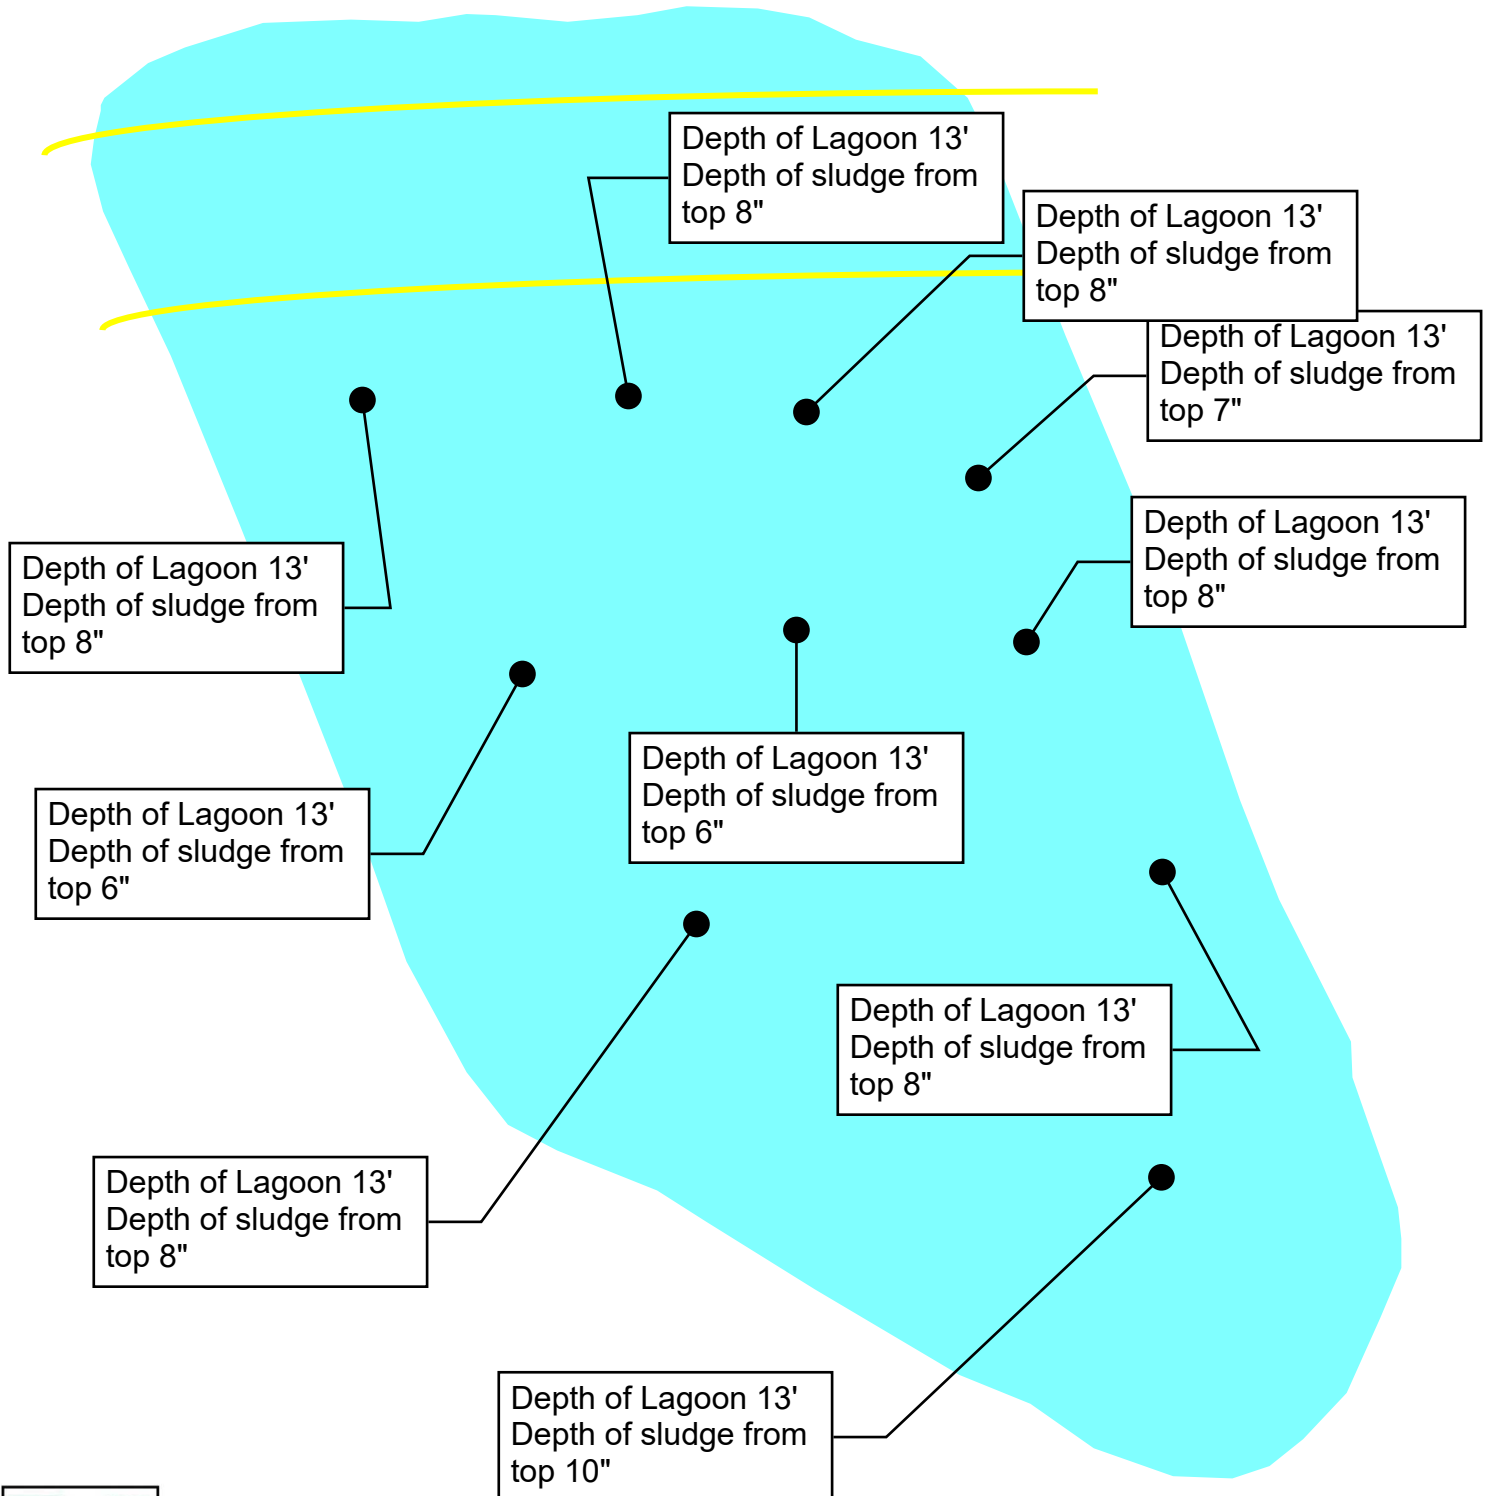 Depth of Lagoon 13'
Depth of sludge from
top 8"
Depth of Lagoon 13'
Depth of sludge from
top 8"
Depth of Lagoon 13'
Depth of sludge from
top 7"
Depth of Lagoon 13'
Depth of sludge from
top 8"
Depth of Lagoon 13'
Depth of sludge from
top 8"
Depth of Lagoon 13'
Depth of sludge from
top 6"
Depth of Lagoon 13'
Depth of sludge from
top 6"
Depth of Lagoon 13'
Depth of sludge from
top 8"
Depth of Lagoon 13'
Depth of sludge from
top 8"
Depth of Lagoon 13'
Depth of sludge from
top 10"